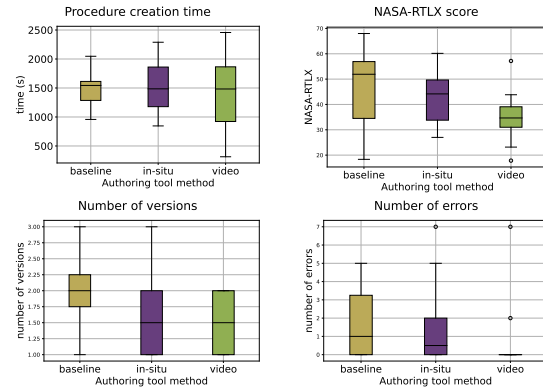 Procedure creation time
2500
2000
1500
1000
500
time (s)
baseline in-situ video
Authoring tool method
NASA-RTLX score
70
60
50
40
30
20
NASA-RTLX
baseline in-situ video
Authoring tool method
Number of versions
3.00
2.75
2.50
2.25
2.00
1.75
1.50
1.25
1.00
number of versions
baseline in-situ video
Authoring tool method
Number of errors
7
6
5
4
3
2
1
0
number of errors
baseline in-situ video
Authoring tool method